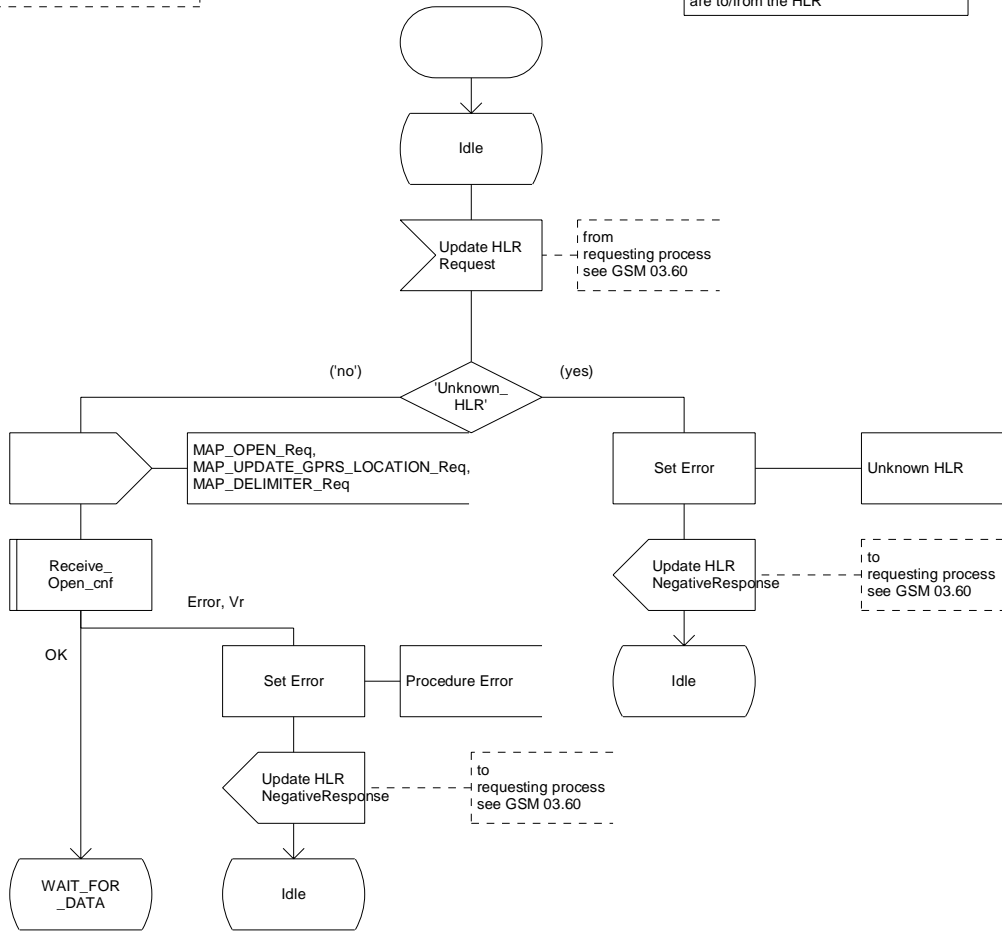 are to/from the HLR
Idle
Update HLR
Request
from
requesting process
see GSM 03.60
('no')
'Unknown_
HLR'
(yes)
MAP_OPEN_Req,
MAP_UPDATE_GPRS_LOCATION_Req,
MAP_DELIMITER_Req
Set Error
Unknown HLR
Receive_
Open_cnf
Update HLR
NegativeResponse
to
requesting process
see GSM 03.60
Error, Vr
OK
Set Error
Procedure Error
Idle
Update HLR
NegativeResponse
to
requesting process
see GSM 03.60
WAIT_FOR
_DATA
Idle